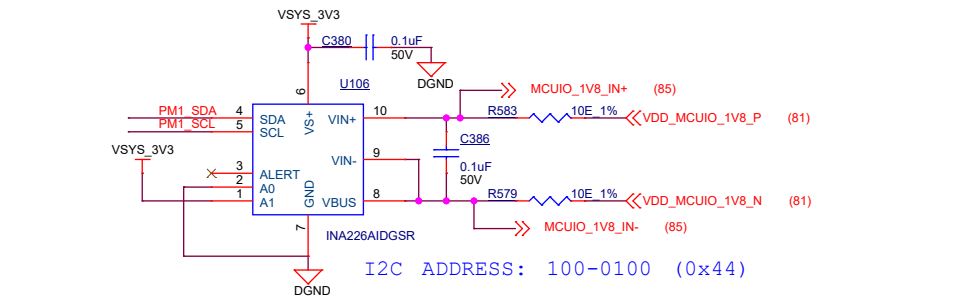 VSYS_3V3
C380
0.1uF
50V
DGND
U106
6
MCUIO_1V8_IN+ (85)
PM1_SDA 4 SDA VS+ VIN+ 10 R583 10E_1% VDD_MCUIO_1V8_P (81)
PM1_SCL 5 SCL
C386
VSYS_3V3
VIN- 9
0.1uF
50V
3 ALERT
2 A0
1 A1
GND
VBUS 8 R579 10E_1% VDD_MCUIO_1V8_N (81)
7
INA226AIDGSR
MCUIO_1V8_IN- (85)
I2C ADDRESS: 100-0100 (0x44)
DGND